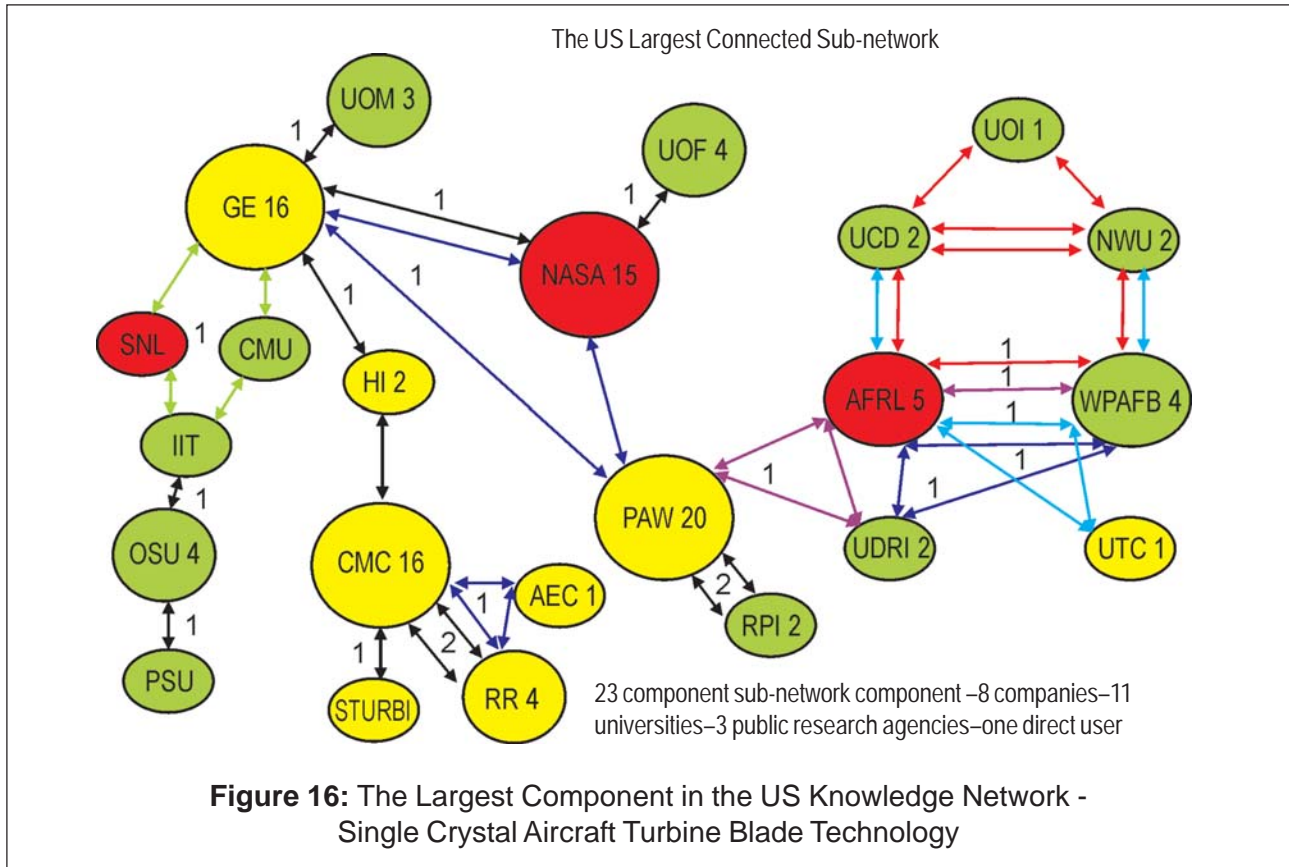 The US Largest Connected Sub-network
UOM 3
1
UOF 4
UOI 1
GE 16
1
1
UCD 2
NWU 2
NASA 15
1
1
SNL
1
CMU
HI 2
1
1
AFRL 5
WPAFB 4
1
1
IIT
1
1
1
PAW 20
OSU 4
CMC 16
UDRI 2
UTC 1
AEC 1
1
2
RPI 2
1
2
1
PSU
STURBI
RR 4
23 component sub-network component –8 companies–11
universities–3 public research agencies–one direct user
Figure 16: The Largest Component in the US Knowledge Network -
Single Crystal Aircraft Turbine Blade Technology